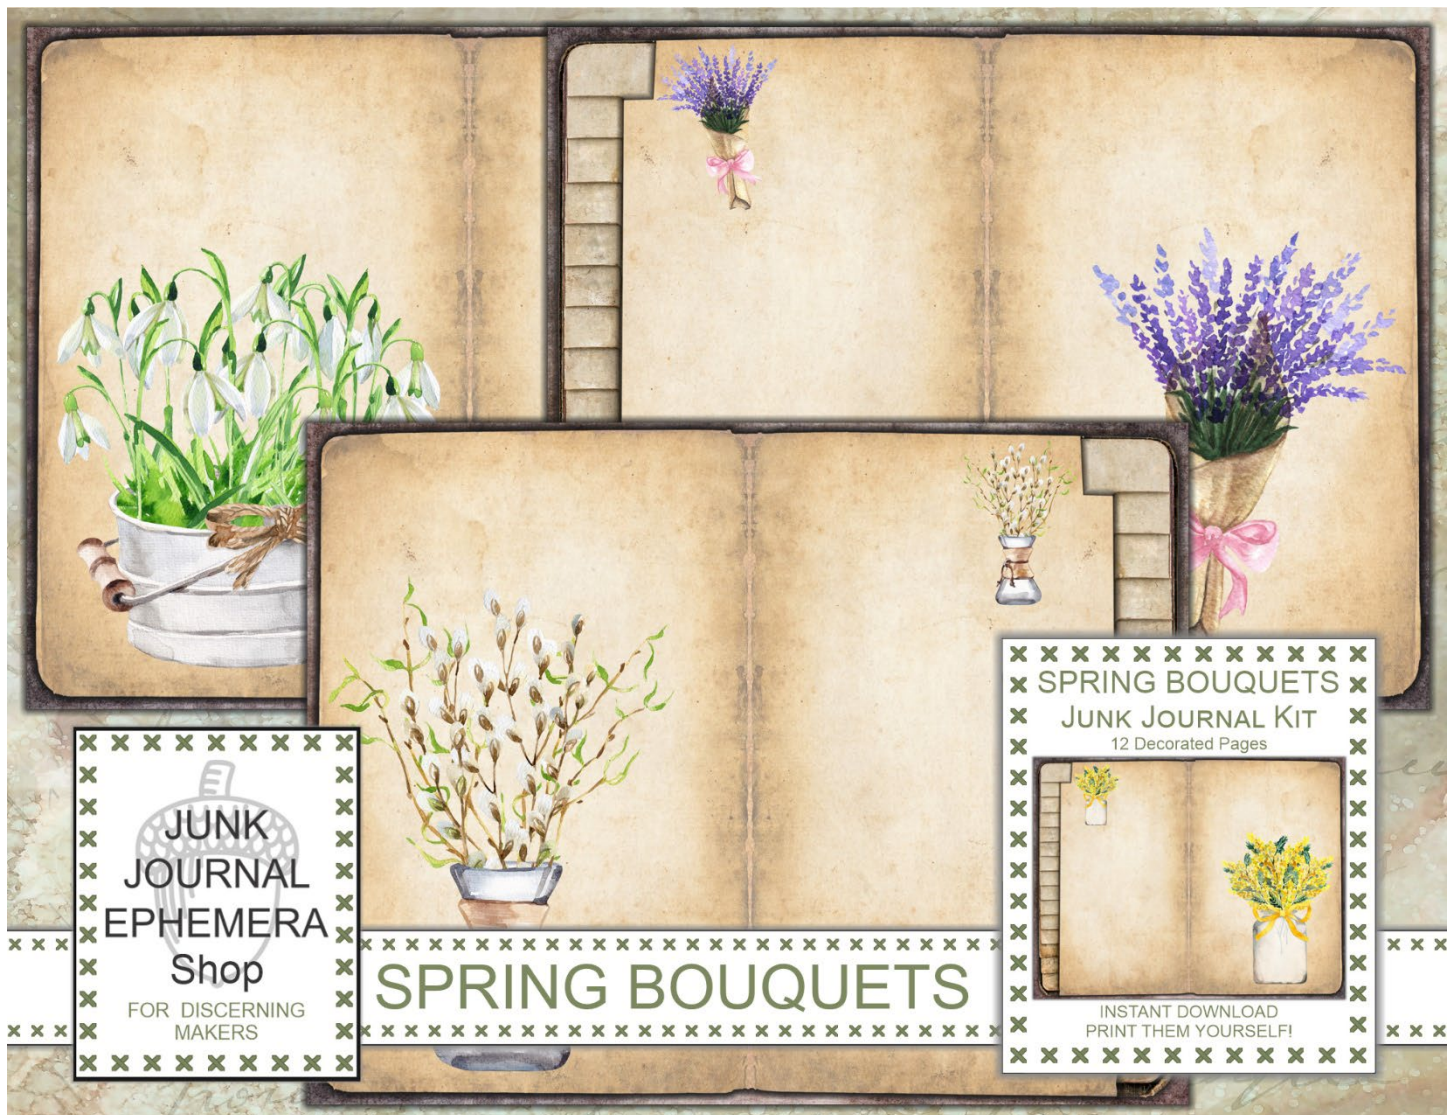 SPRING BOUQUETS
JUNK JOURNAL KIT
12 Decorated Pages
INSTANT DOWNLOAD
PRINT THEM YOURSELF!
JUNK
JOURNAL
EPHEMERA
Shop
FOR DISCERNING
MAKERS
SPRING BOUQUETS